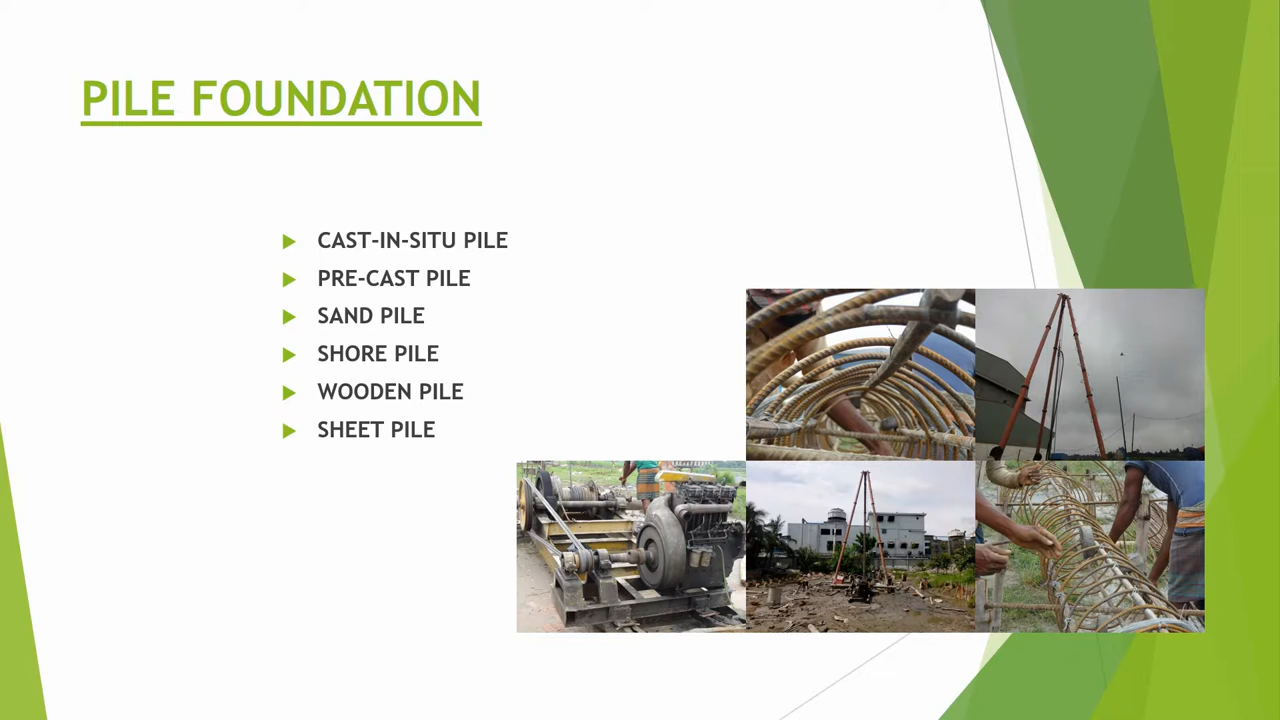 PILE FOUNDATION
CAST-IN-SITU PILE
PRE-CAST PILE
SAND PILE
SHORE PILE
WOODEN PILE
SHEET PILE